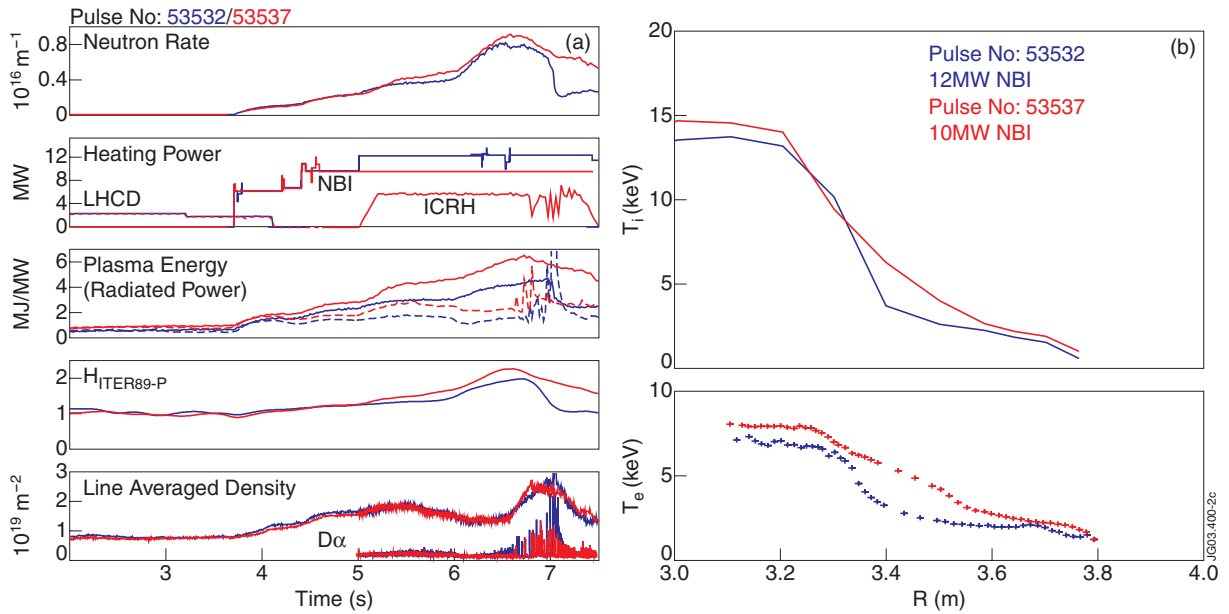 Pulse No: 53532/53537
Neutron Rate
(a)
0.8
0.4
0
10^16 m^-1
Heating Power
12
8
4
0
MW
NBI
LHCD
ICRH
Plasma Energy
(Radiated Power)
6
4
2
0
MJ/MW
H_ITER89-P
2
1
0
Line Averaged Density
3
2
1
0
10^19 m^-2
Dα
3 4 5 6 7
Time (s)
(b)
Pulse No: 53532
12MW NBI
Pulse No: 53537
10MW NBI
20
15
10
5
0
T_i (keV)
10
5
0
T_e (keV)
3.0 3.2 3.4 3.6 3.8 4.0
R (m)
JG03.400-2c